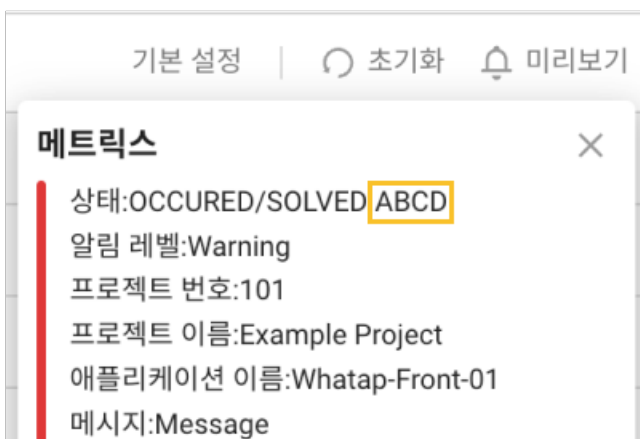 기본 설정 | 초기화 미리보기
메트릭스
상태:OCCURED/SOLVED ABCD
알림 레벨:Warning
프로젝트 번호:101
프로젝트 이름:Example Project
애플리케이션 이름:Whatap-Front-01
메시지:Message